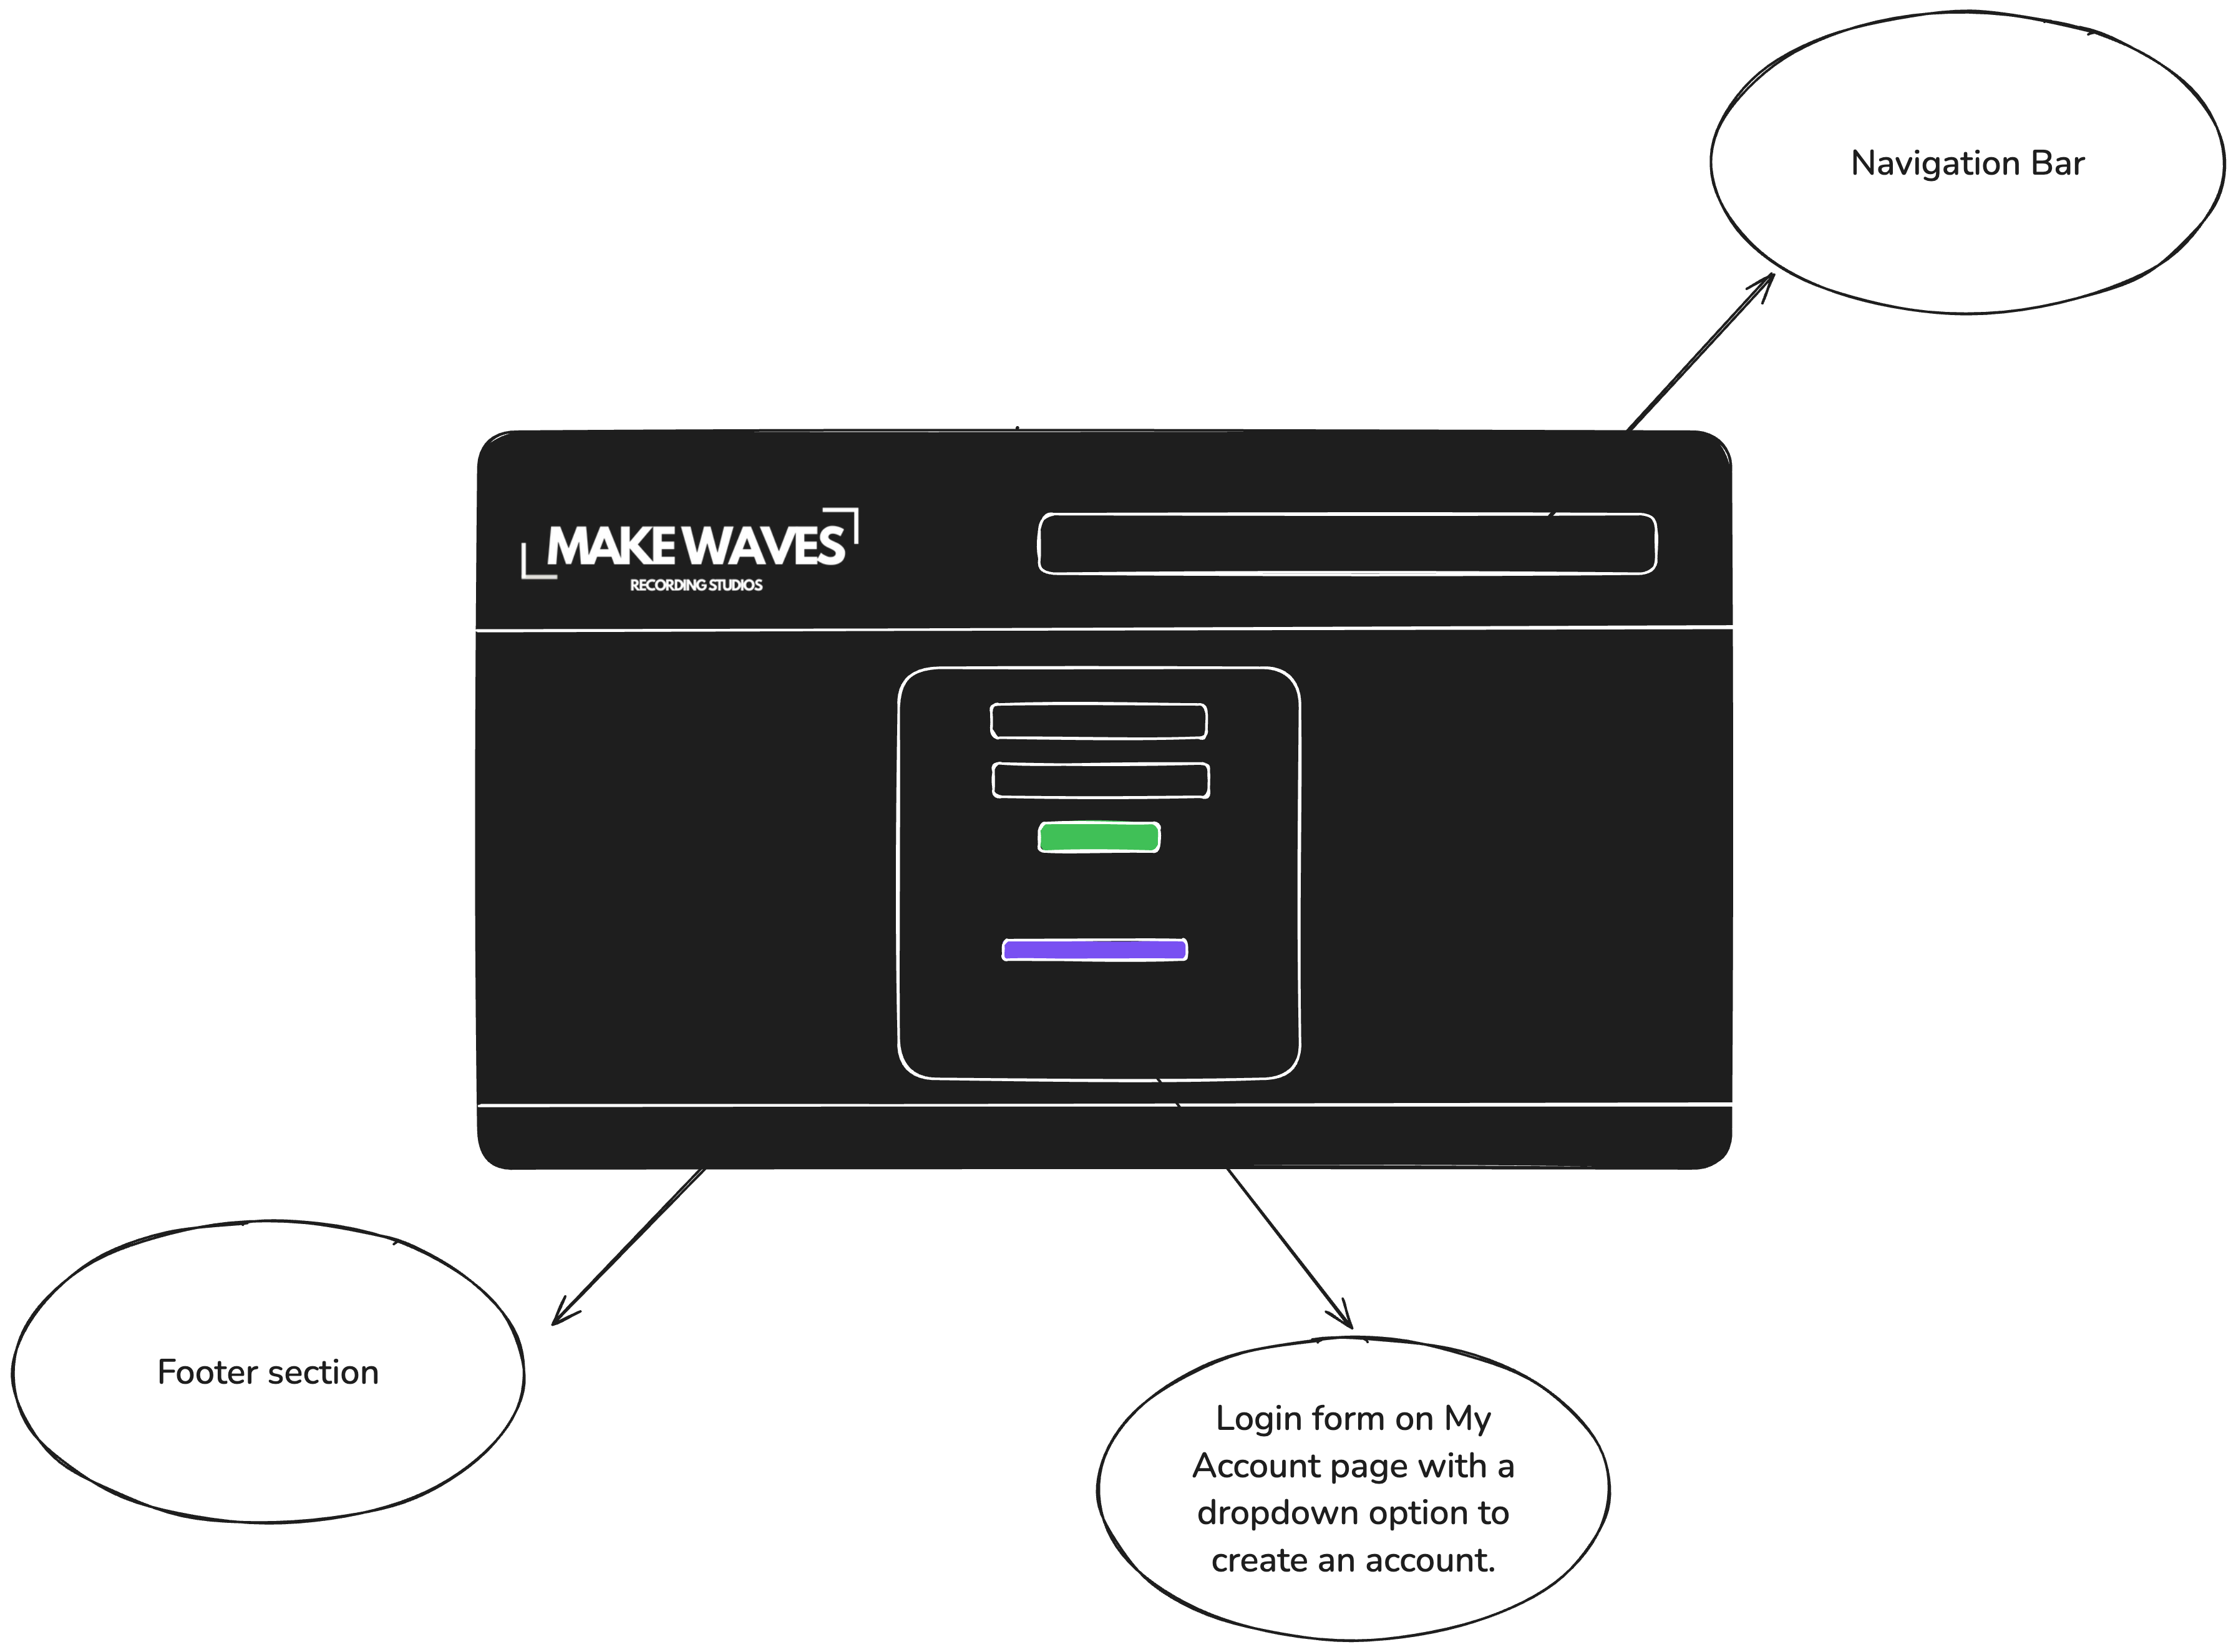 Navigation Bar
MAKE WAVES
RECORDING STUDIOS
Footer section
Login form on My
Account page with a
dropdown option to
create an account.